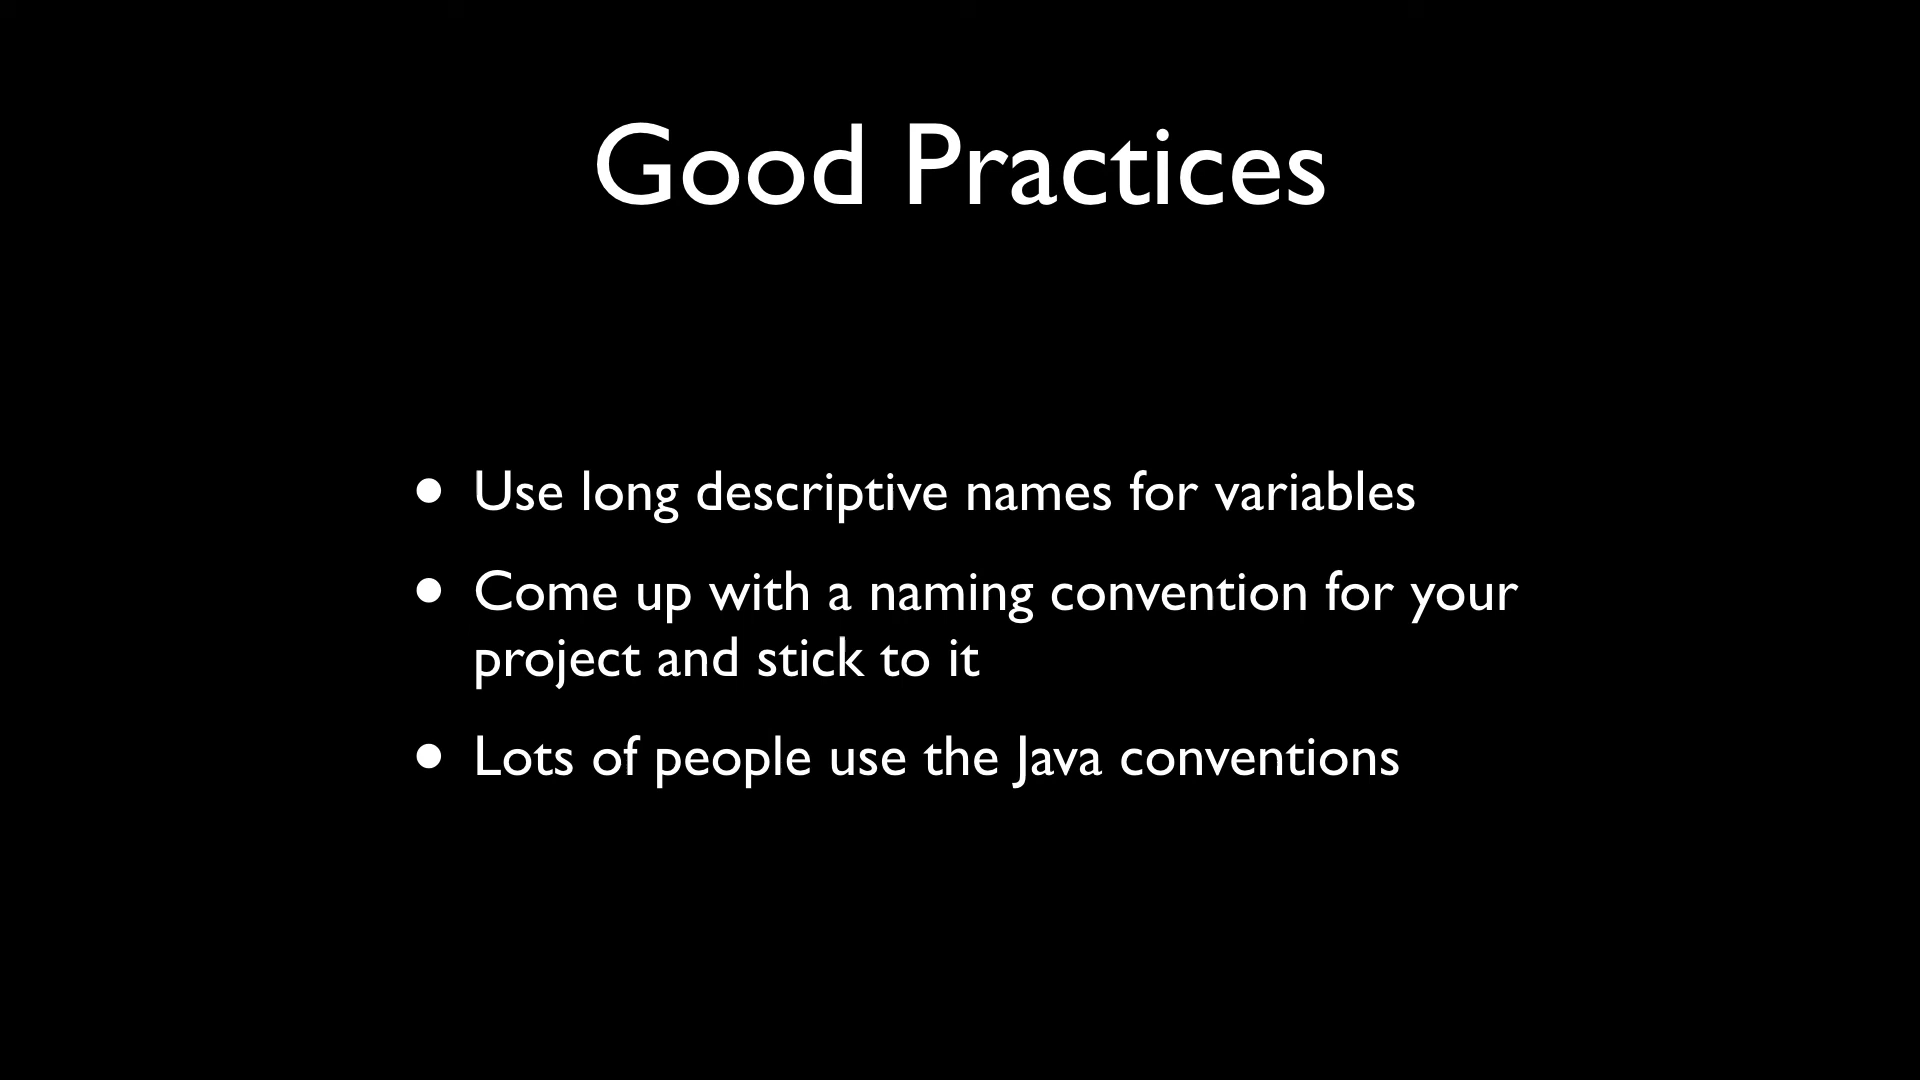 Good Practices
• Use long descriptive names for variables
• Come up with a naming convention for your
project and stick to it
• Lots of people use the Java conventions